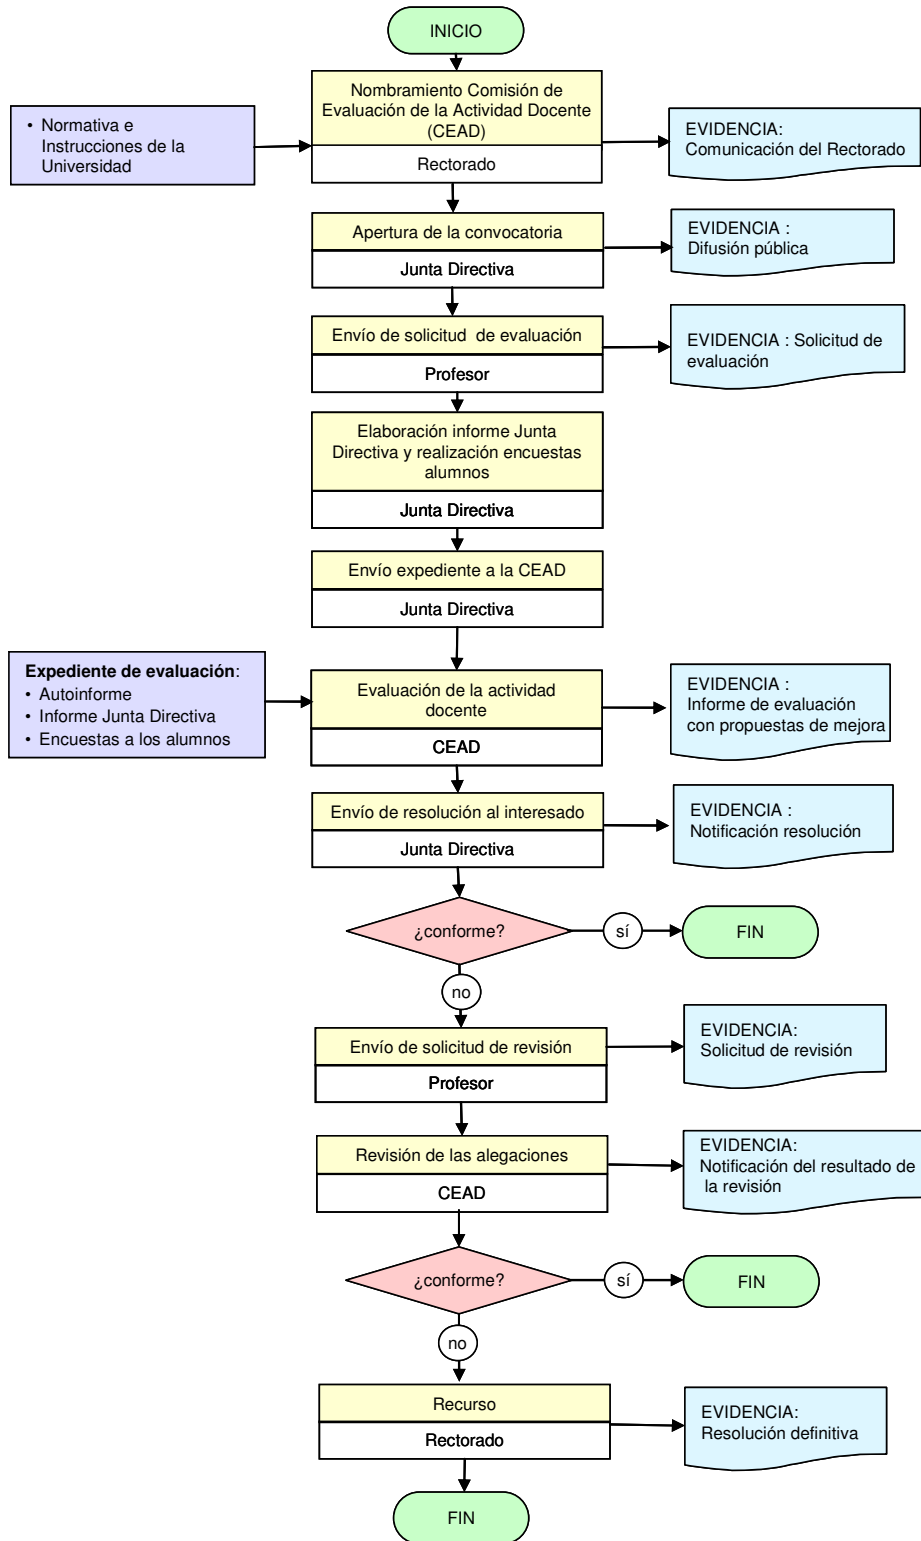 INICIO
Nombramiento Comisión de
Evaluación de la Actividad Docente
(CEAD)
Rectorado
• Normativa e
Instrucciones de la
Universidad
EVIDENCIA:
Comunicación del Rectorado
Apertura de la convocatoria
Junta Directiva
EVIDENCIA :
Difusión pública
Envío de solicitud de evaluación
Profesor
EVIDENCIA : Solicitud de
evaluación
Elaboración informe Junta
Directiva y realización encuestas
alumnos
Junta Directiva
Envío expediente a la CEAD
Junta Directiva
Expediente de evaluación:
• Autoinforme
• Informe Junta Directiva
• Encuestas a los alumnos
Evaluación de la actividad
docente
CEAD
EVIDENCIA :
Informe de evaluación
con propuestas de mejora
Envío de resolución al interesado
Junta Directiva
EVIDENCIA :
Notificación resolución
¿conforme?
sí
FIN
no
Envío de solicitud de revisión
Profesor
EVIDENCIA:
Solicitud de revisión
Revisión de las alegaciones
CEAD
EVIDENCIA:
Notificación del resultado de
la revisión
¿conforme?
sí
FIN
no
Recurso
Rectorado
EVIDENCIA:
Resolución definitiva
FIN